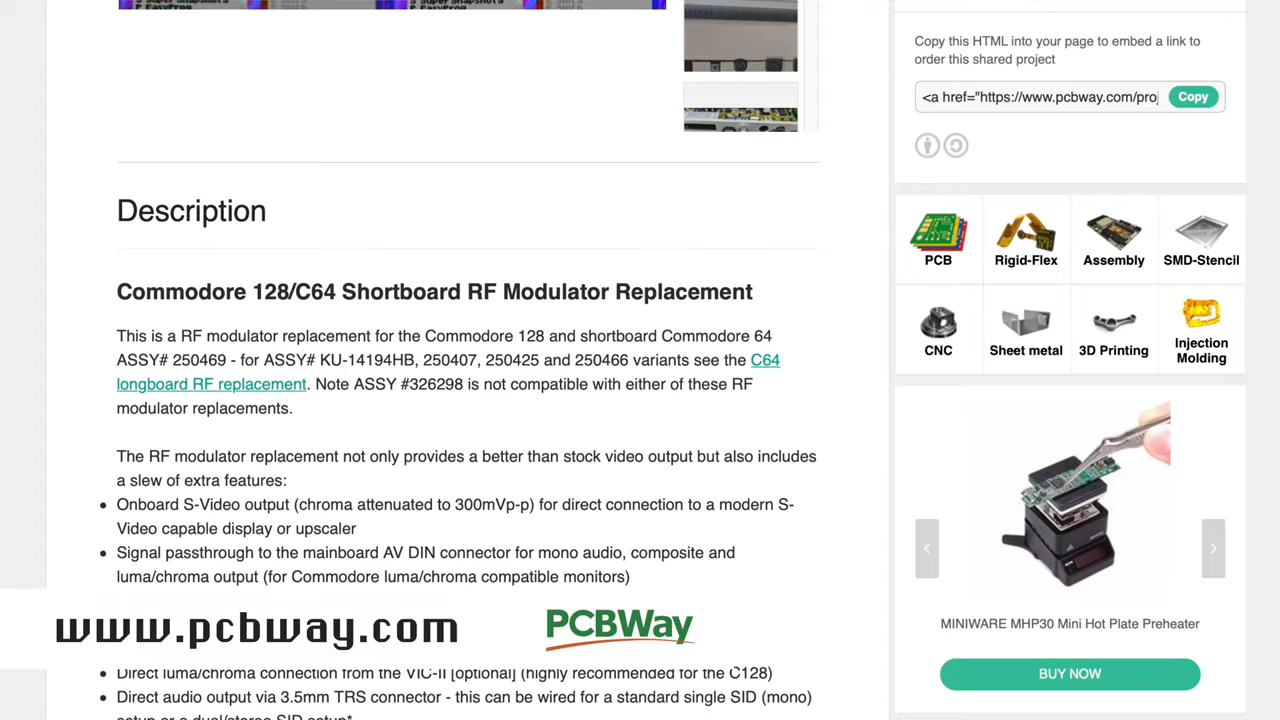 Copy this HTML into your page to embed a link to
order this shared project
<a href="https://www.pcbway.com/proj
Copy
Description
PCB
Rigid-Flex
Assembly
SMD-Stencil
CNC
Sheet metal
3D Printing
Injection
Molding
Commodore 128/C64 Shortboard RF Modulator Replacement
This is a RF modulator replacement for the Commodore 128 and shortboard Commodore 64
ASSY# 250469 - for ASSY# KU-14194HB, 250407, 250425 and 250466 variants see the C64
longboard RF replacement. Note ASSY #326298 is not compatible with either of these RF
modulator replacements.
The RF modulator replacement not only provides a better than stock video output but also includes
a slew of extra features:
Onboard S-Video output (chroma attenuated to 300mVp-p) for direct connection to a modern S-
Video capable display or upscaler
Signal passthrough to the mainboard AV DIN connector for mono audio, composite and
luma/chroma output (for Commodore luma/chroma compatible monitors)
www.pcbway.com
PCBWay
Direct luma/chroma connection from the VIC-II [optional] (highly recommended for the C128)
Direct audio output via 3.5mm TRS connector - this can be wired for a standard single SID (mono)
setup or a dual/stereo SID setup*
MINIWARE MHP30 Mini Hot Plate Preheater
BUY NOW